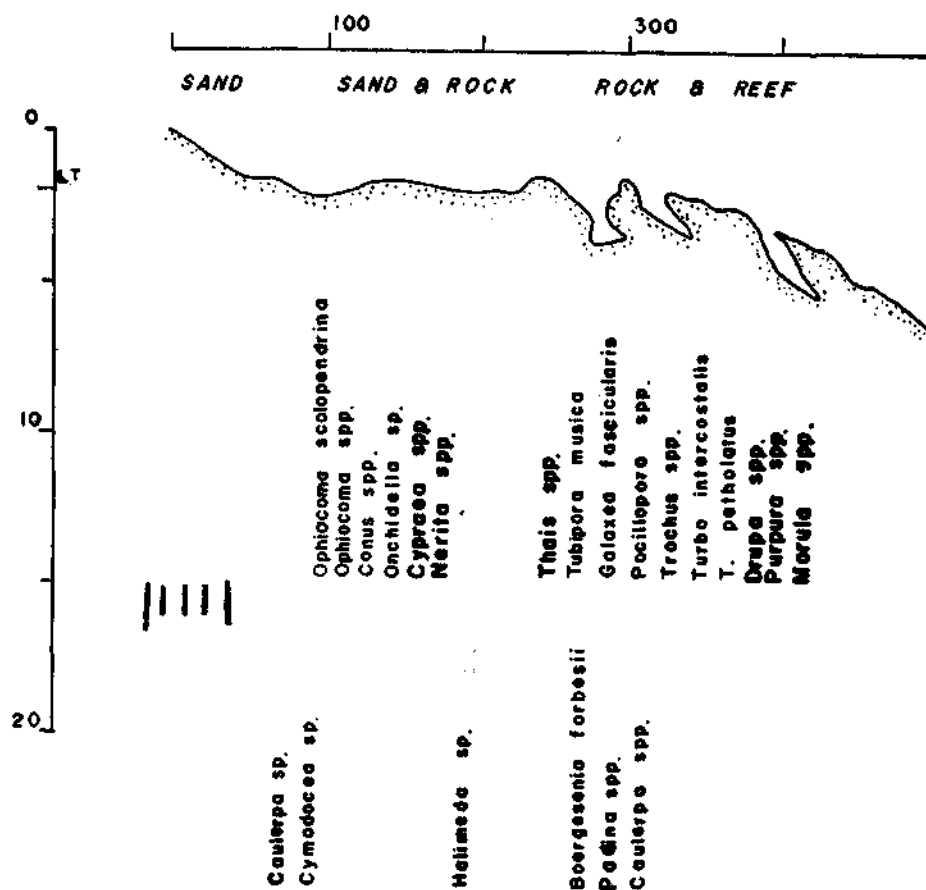 100 300
SAND SAND & ROCK ROCK & REEF
0
LT
10
20
Ophiocoma scolopendrina
Ophiocoma spp.
Conus spp.
Onchidella sp.
Cypraea spp.
Nerita spp.
Thais spp.
Tubipora musica
Galaxea fascicularis
Pocillopora spp.
Trochus spp.
Turbo intercostalis
T. petholatus
Drupa spp.
Purpura spp.
Morula spp.
Caulerpa sp.
Cymodocea sp.
Halimeda sp.
Boergesenia forbesii
Padina spp.
Caulerpa spp.